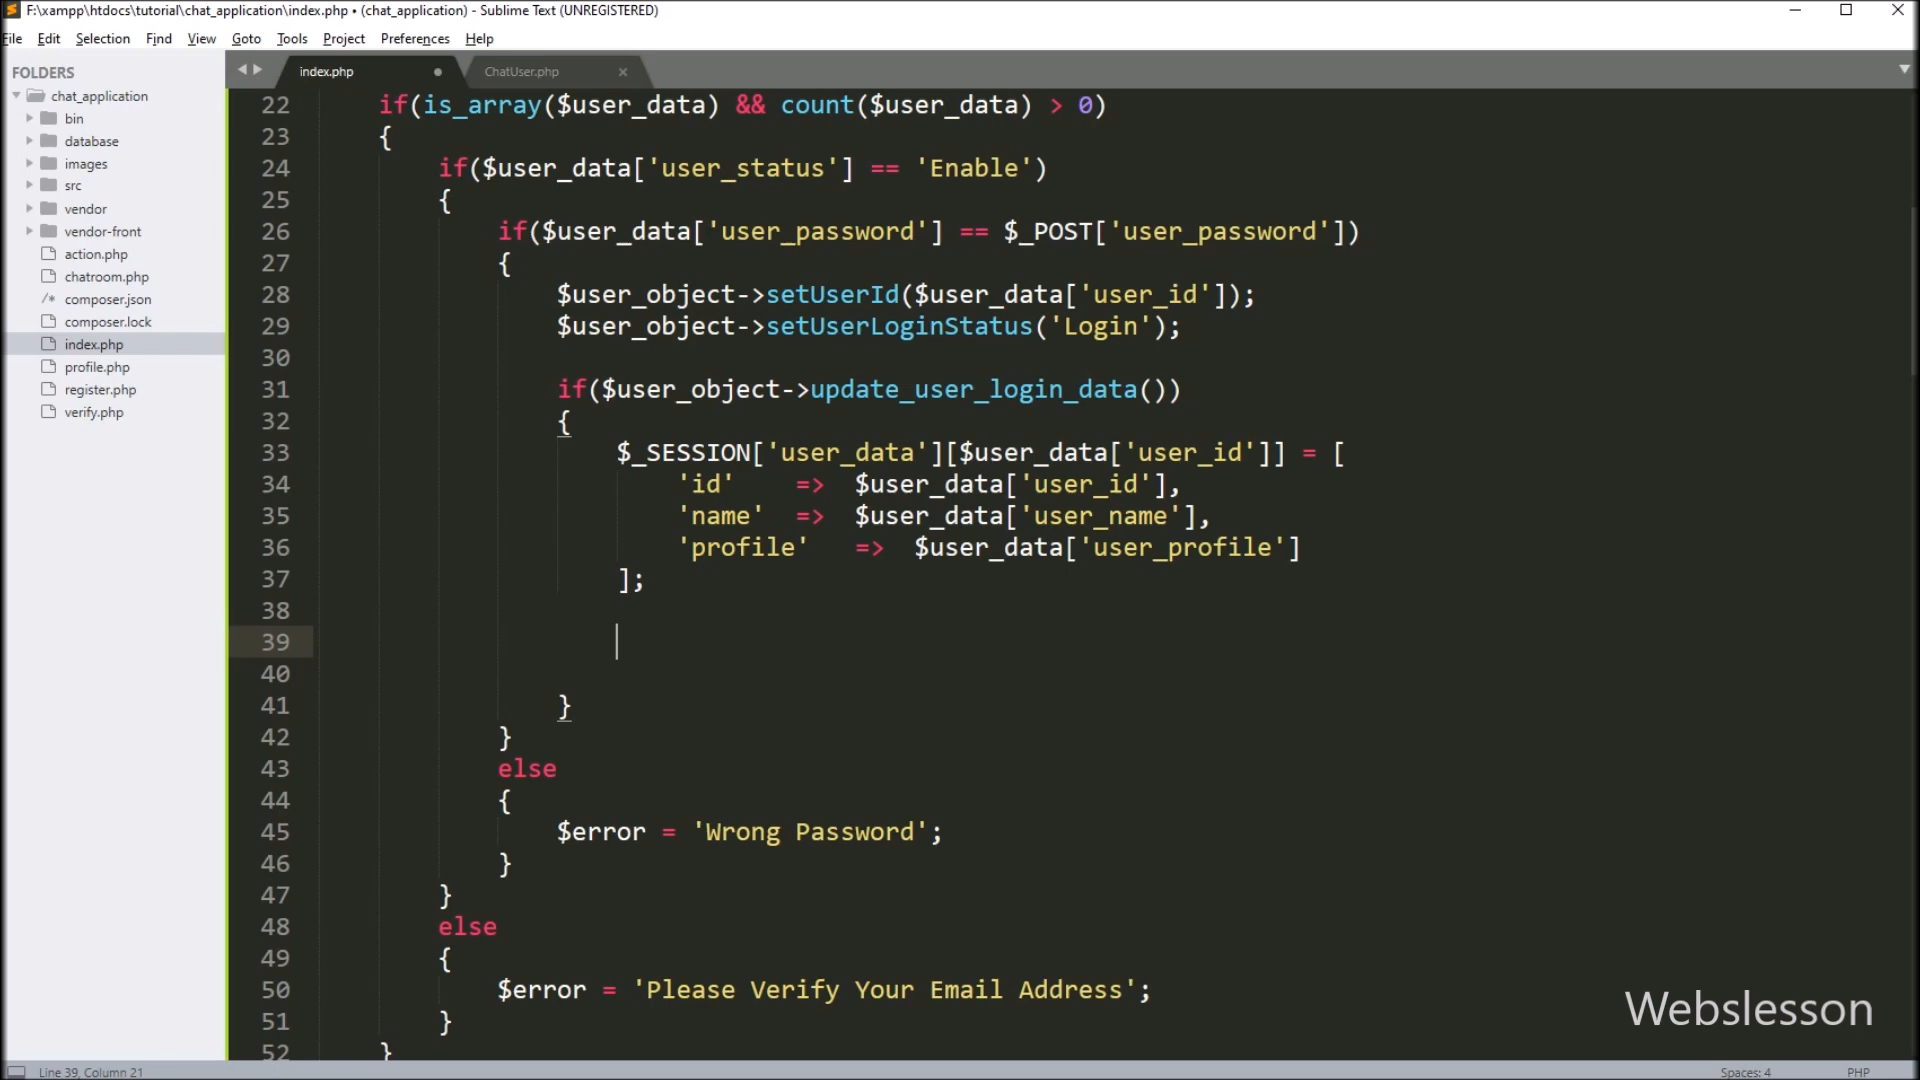 F:\xampp\htdocs\tutorial\chat_application\index.php • (chat_application) - Sublime Text (UNREGISTERED)
File Edit Selection Find View Goto Tools Project Preferences Help
FOLDERS
chat_application
bin
database
images
src
vendor
vendor-front
action.php
chatroom.php
/* composer.json
composer.lock
index.php
profile.php
register.php
verify.php
index.php ChatUser.php
22 if(is_array($user_data) && count($user_data) > 0)
23 {
24 if($user_data['user_status'] == 'Enable')
25 {
26 if($user_data['user_password'] == $_POST['user_password'])
27 {
28 $user_object->setUserId($user_data['user_id']);
29 $user_object->setUserLoginStatus('Login');
30
31 if($user_object->update_user_login_data())
32 {
33 $_SESSION['user_data'][$user_data['user_id']] = [
34 'id' => $user_data['user_id'],
35 'name' => $user_data['user_name'],
36 'profile' => $user_data['user_profile']
37 ];
38
39
40
41 }
42 }
43 else
44 {
45 $error = 'Wrong Password';
46 }
47 }
48 else
49 {
50 $error = 'Please Verify Your Email Address';
51 }
52 }
Webslesson
Line 39, Column 21 Spaces: 4 PHP